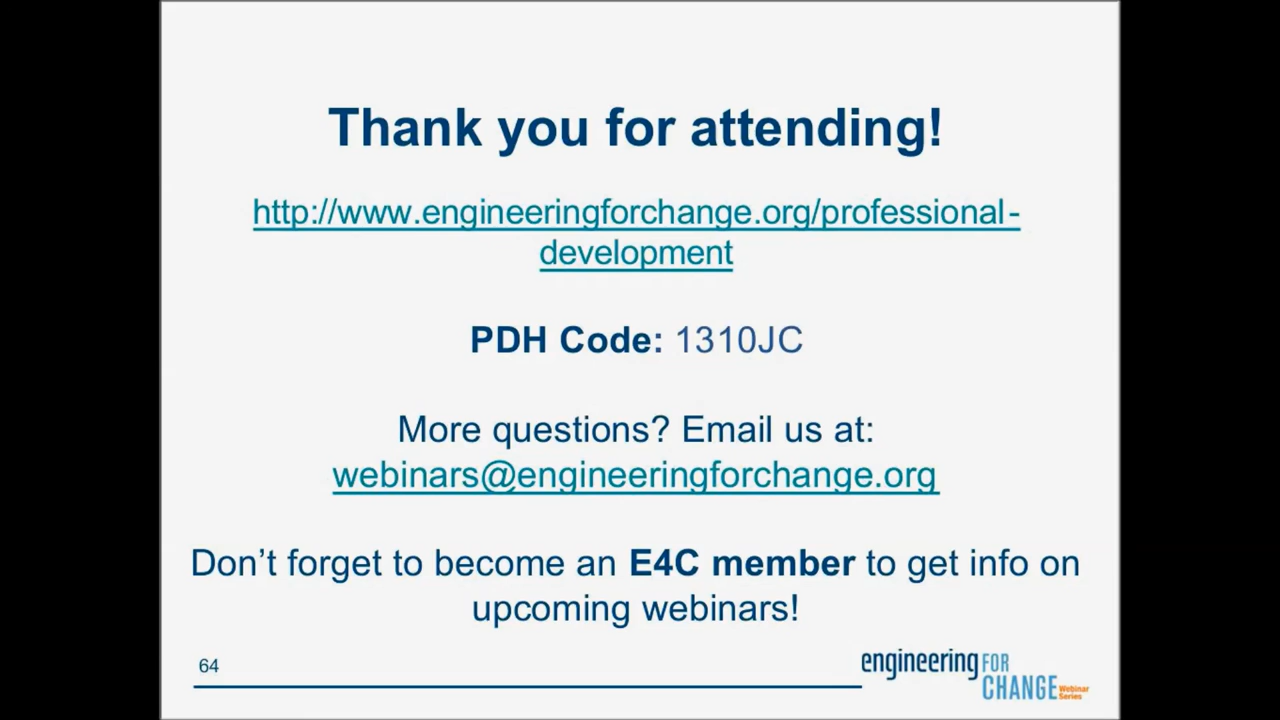 Thank you for attending!
http://www.engineeringforchange.org/professional-
development
PDH Code: 1310JC
More questions? Email us at:
webinars@engineeringforchange.org
Don’t forget to become an E4C member to get info on
upcoming webinars!
64
engineering FOR
CHANGE Webinar
Series